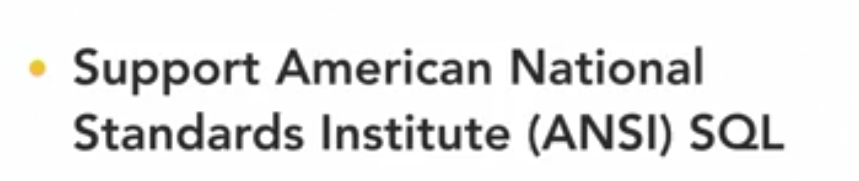 • Support American National
Standards Institute (ANSI) SQL